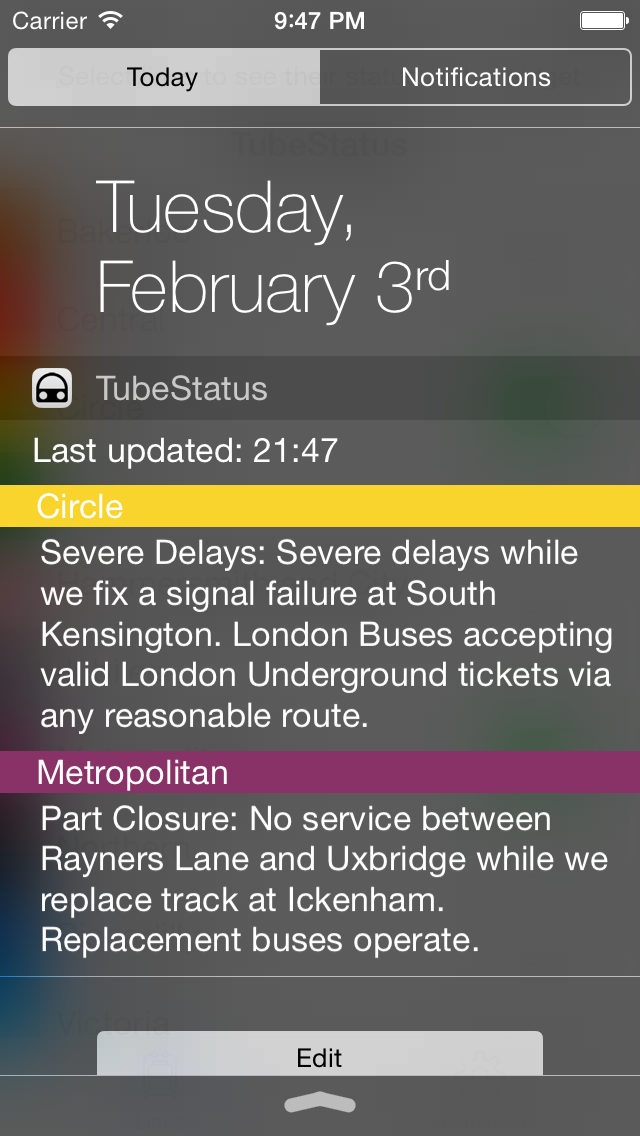 Carrier 9:47 PM
Today Notifications
TubeStatus
Tuesday,
February 3rd
Central
TubeStatus
Last updated: 21:47
Circle
Severe Delays: Severe delays while
we fix a signal failure at South
Kensington. London Buses accepting
valid London Underground tickets via
any reasonable route.
Metropolitan
Part Closure: No service between
Rayners Lane and Uxbridge while we
replace track at Ickenham.
Replacement buses operate.
Victoria
Edit